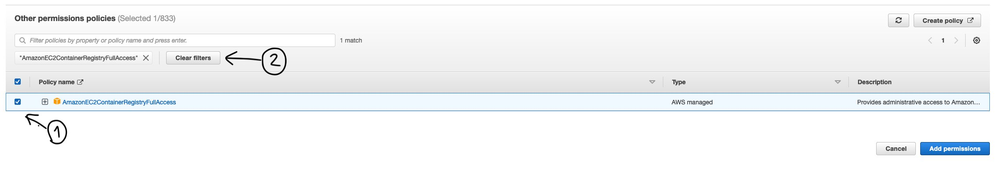 Other permissions policies (Selected 1/833)
Create policy
Filter policies by property or policy name and press enter.
1 match
1
"AmazonEC2ContainerRegistryFullAccess"
Clear filters
2
Policy name
Type
Description
AmazonEC2ContainerRegistryFullAccess
AWS managed
Provides administrative access to Amazon...
1
Cancel
Add permissions